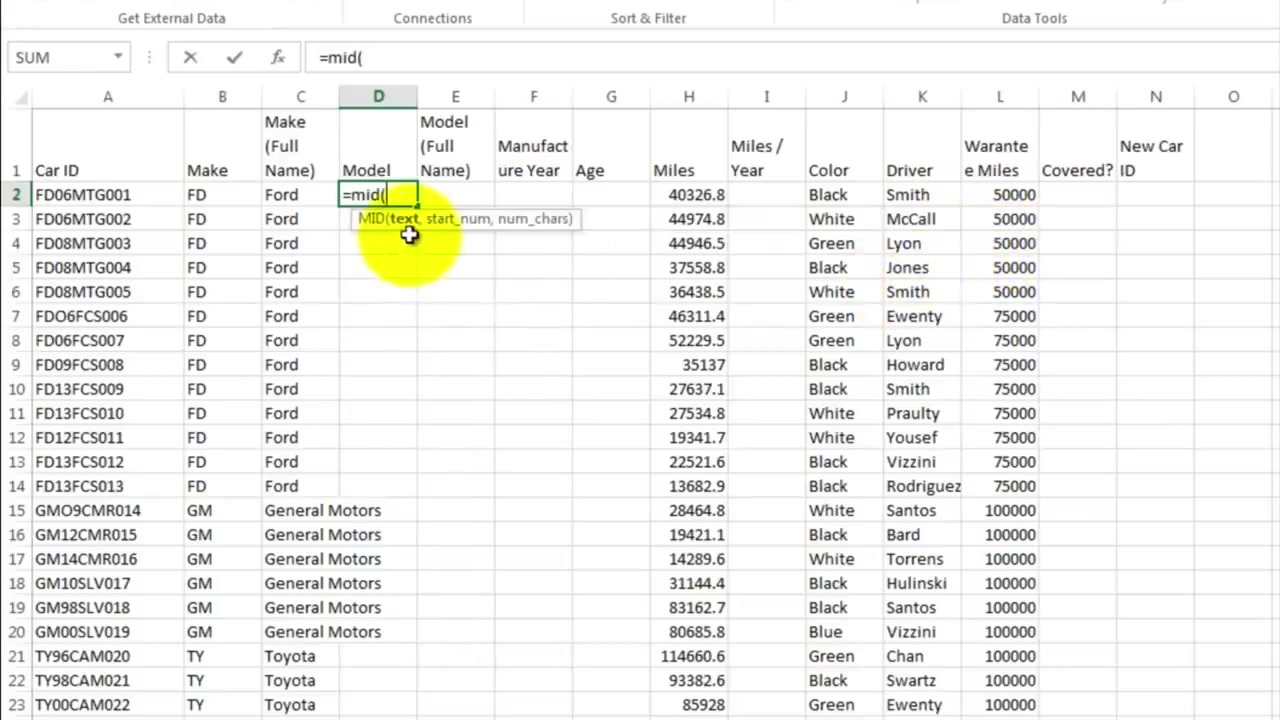 Get External Data Connections Sort & Filter Data Tools
SUM =mid(
A B C D E F G H I J K L M N O
1 Car ID Make Make (Full Name) Model Model (Full Name) Manufact ure Year Age Miles Miles / Year Color Driver Warante e Miles Covered? New Car ID
2 FD06MTG001 FD Ford =mid( 40326.8 Black Smith 50000
MID(text, start_num, num_chars)
3 FD06MTG002 FD Ford 44974.8 White McCall 50000
4 FD08MTG003 FD Ford 44946.5 Green Lyon 50000
5 FD08MTG004 FD Ford 37558.8 Black Jones 50000
6 FD08MTG005 FD Ford 36438.5 White Smith 50000
7 FDO6FCS006 FD Ford 46311.4 Green Ewenty 75000
8 FD06FCS007 FD Ford 52229.5 Green Lyon 75000
9 FD09FCS008 FD Ford 35137 Black Howard 75000
10 FD13FCS009 FD Ford 27637.1 Black Smith 75000
11 FD13FCS010 FD Ford 27534.8 White Praulty 75000
12 FD12FCS011 FD Ford 19341.7 White Yousef 75000
13 FD13FCS012 FD Ford 22521.6 Black Vizzini 75000
14 FD13FCS013 FD Ford 13682.9 Black Rodriguez 75000
15 GMO9CMR014 GM General Motors 28464.8 White Santos 100000
16 GM12CMR015 GM General Motors 19421.1 Black Bard 100000
17 GM14CMR016 GM General Motors 14289.6 White Torrens 100000
18 GM10SLV017 GM General Motors 31144.4 Black Hulinski 100000
19 GM98SLV018 GM General Motors 83162.7 Black Santos 100000
20 GM00SLV019 GM General Motors 80685.8 Blue Vizzini 100000
21 TY96CAM020 TY Toyota 114660.6 Green Chan 100000
22 TY98CAM021 TY Toyota 93382.6 Black Swartz 100000
23 TY00CAM022 TY Toyota 85928 Green Ewenty 100000